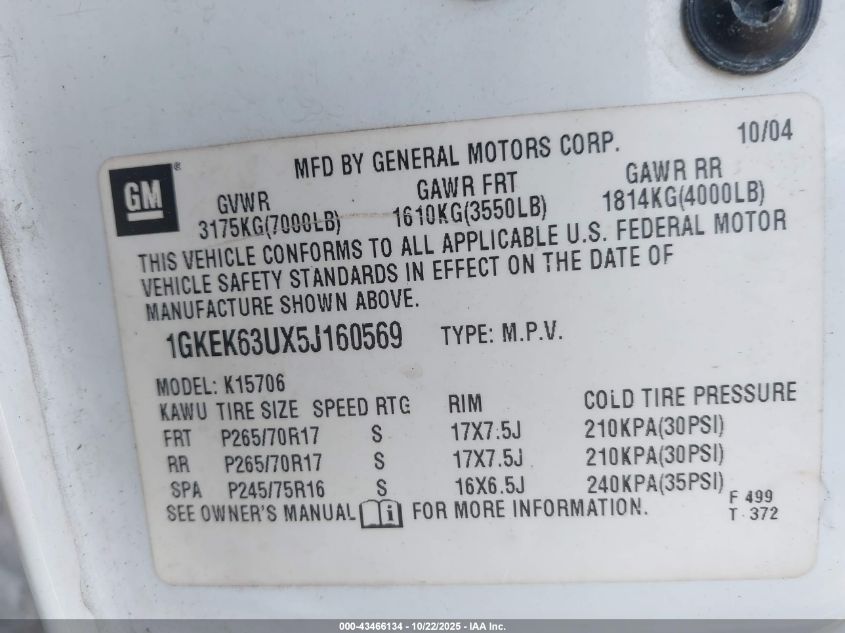 10/04
MFD BY GENERAL MOTORS CORP.
GM®
GVWR GAWR FRT GAWR RR
3175KG(7000LB) 1610KG(3550LB) 1814KG(4000LB)
THIS VEHICLE CONFORMS TO ALL APPLICABLE U.S. FEDERAL MOTOR
VEHICLE SAFETY STANDARDS IN EFFECT ON THE DATE OF
MANUFACTURE SHOWN ABOVE.
1GKEK63UX5J160569 TYPE: M.P.V.
MODEL: K15706
KAWU TIRE SIZE SPEED RTG RIM COLD TIRE PRESSURE
FRT P265/70R17 S 17X7.5J 210KPA(30PSI)
RR P265/70R17 S 17X7.5J 210KPA(30PSI)
SPA P245/75R16 S 16X6.5J 240KPA(35PSI)
F 499
SEE OWNER'S MANUAL FOR MORE INFORMATION.
T 372
000-43466134 - 10/22/2025 - IAA Inc.